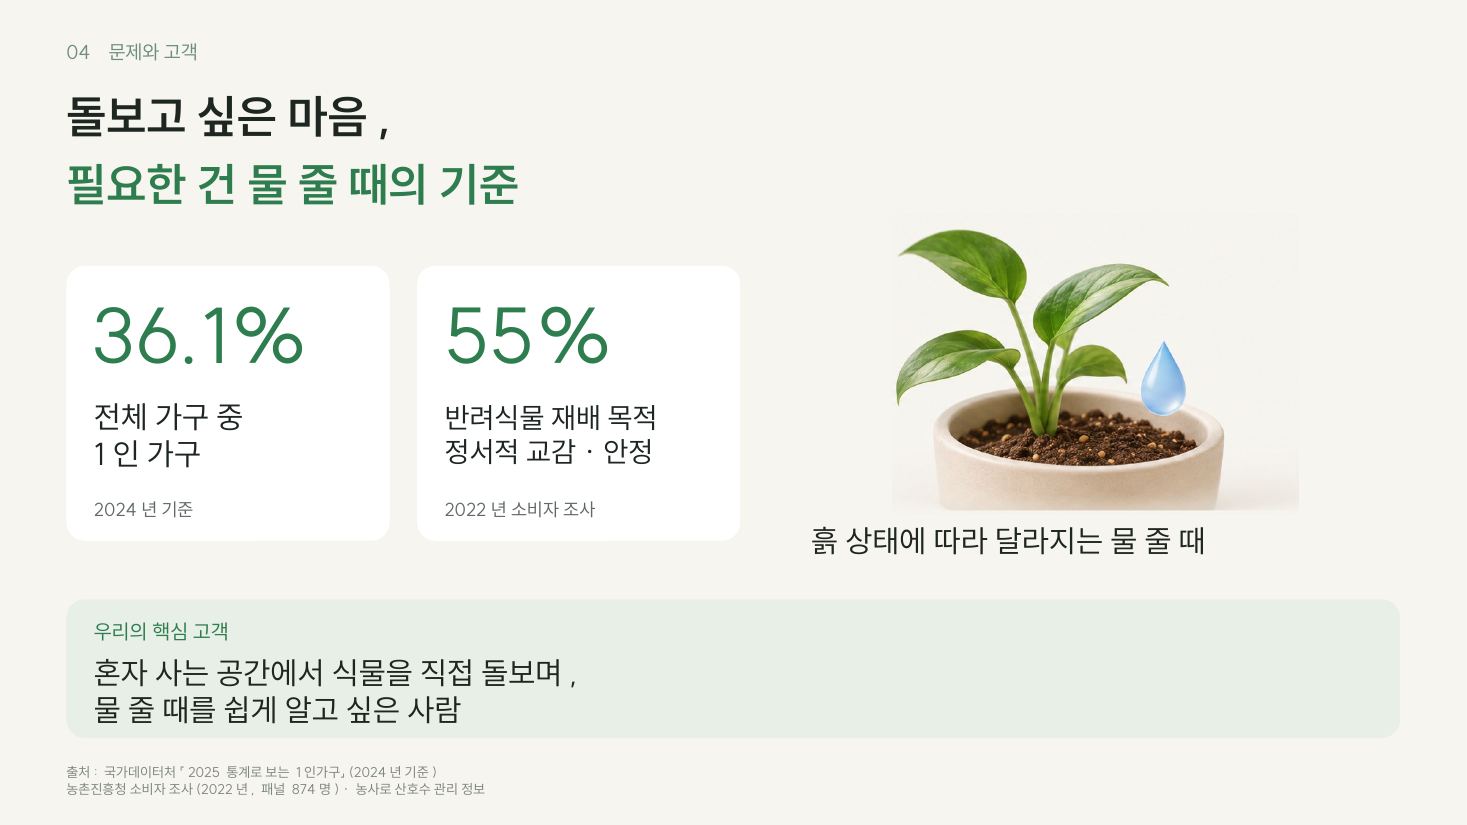 04 문제와 고객
돌보고 싶은 마음 ,
필요한 건 물 줄 때의 기준
36.1%
전체 가구 중
1 인 가구
2024 년 기준
55%
반려식물 재배 목적
정서적 교감 · 안정
2022 년 소비자 조사
흙 상태에 따라 달라지는 물 줄 때
우리의 핵심 고객
혼자 사는 공간에서 식물을 직접 돌보며 ,
물 줄 때를 쉽게 알고 싶은 사람
출처 : 국가데이터처 「 2025 통계로 보는 1인가구」 (2024 년 기준 )
농촌진흥청 소비자 조사 (2022 년 , 패널 874 명 ) · 농사로 산호수 관리 정보